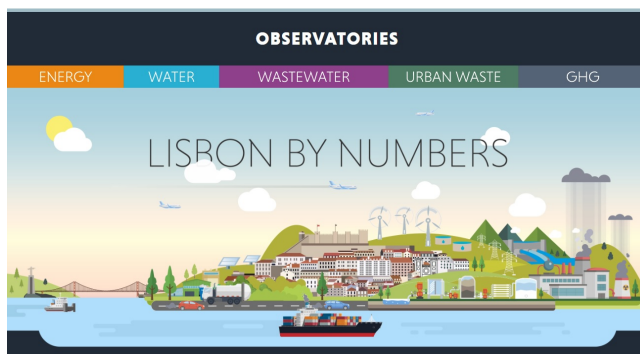 OBSERVATORIES
ENERGY WATER WASTEWATER URBAN WASTE GHG
LISBON BY NUMBERS